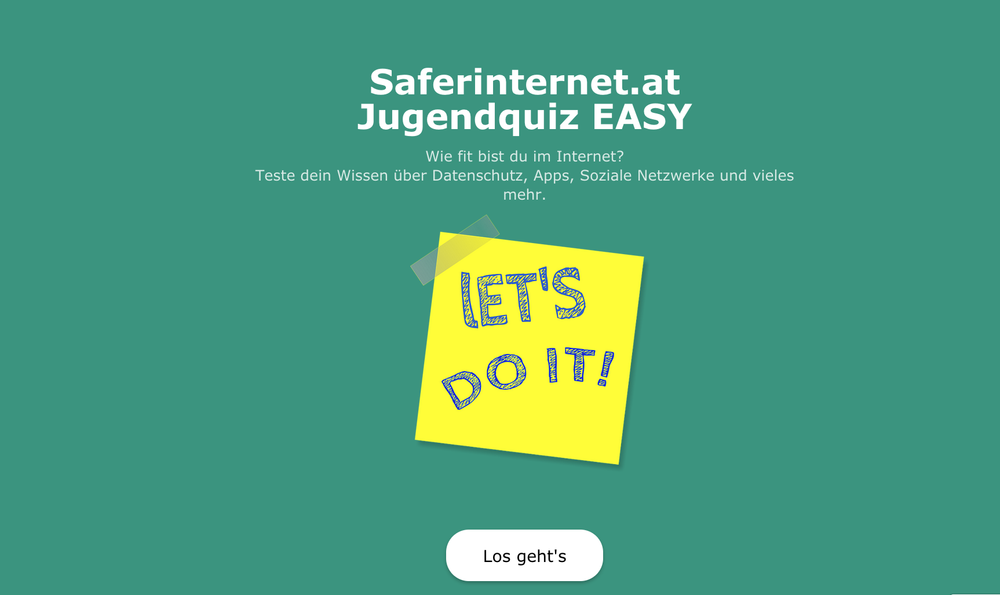 Saferinternet.at
Jugendquiz EASY
Wie fit bist du im Internet?
Teste dein Wissen über Datenschutz, Apps, Soziale Netzwerke und vieles
mehr.
LET'S
DO IT!
Los geht's